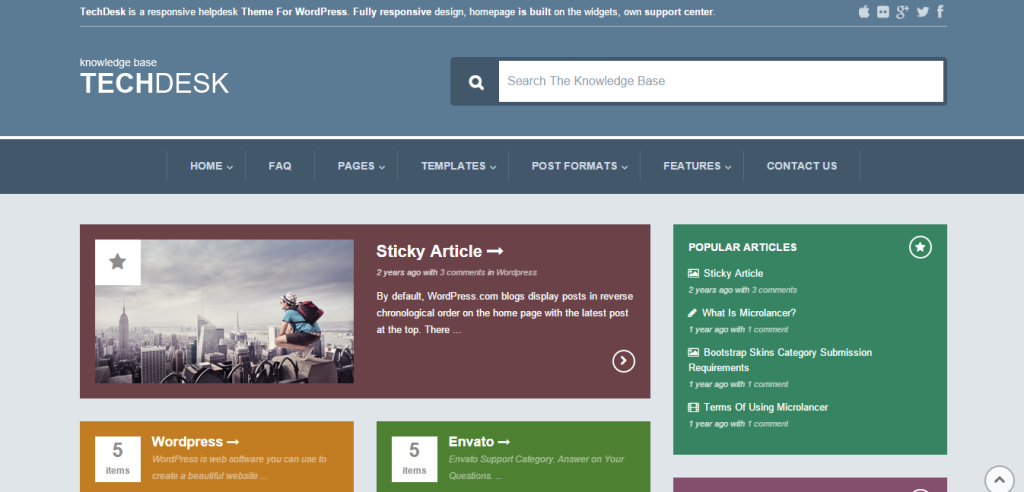 TechDesk is a responsive helpdesk Theme For WordPress. Fully responsive design, homepage is built on the widgets, own support center.
knowledge base
TECHDESK
Search The Knowledge Base
HOME
FAQ
PAGES
TEMPLATES
POST FORMATS
FEATURES
CONTACT US
Sticky Article
2 years ago with 3 comments in Wordpress
By default, WordPress.com blogs display posts in reverse
chronological order on the home page with the latest post
at the top. There ...
POPULAR ARTICLES
Sticky Article
2 years ago with 3 comments
What Is Microlancer?
1 year ago with 1 comment
Bootstrap Skins Category Submission
Requirements
1 year ago with 1 comment
Terms Of Using Microlancer
1 year ago with 1 comment
5
items
Wordpress
WordPress is web software you can use to
create a beautiful website ...
5
items
Envato
Envato Support Category. Answer on Your
Questions. ...